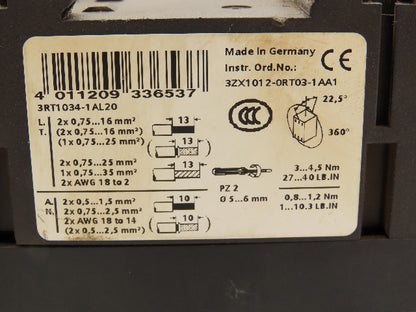 Made in Germany
Instr. Ord.No.:
3ZX1012-0RT03-1AA1
CE
4 011209 336537
3RT1034-1AL20
L. 2x 0,75...16 mm² 13
T. (2x 0,75...16 mm²)
(1x 0,75...25 mm²) 13
CCC
22,5°
360°
2x 0,75...25 mm² 13
1x 0,75...35 mm²
2x AWG 18 to 2
PZ 2
Ø 5...6 mm
3...4,5 Nm
27...40 LB.IN
A. 2x 0,5...1,5 mm² 10
N. 2x 0,75...2,5 mm²
2x AWG 18 to 14 10
(2x 0,5...2,5 mm²)
0,8...1,2 Nm
7...10.3 LB.IN